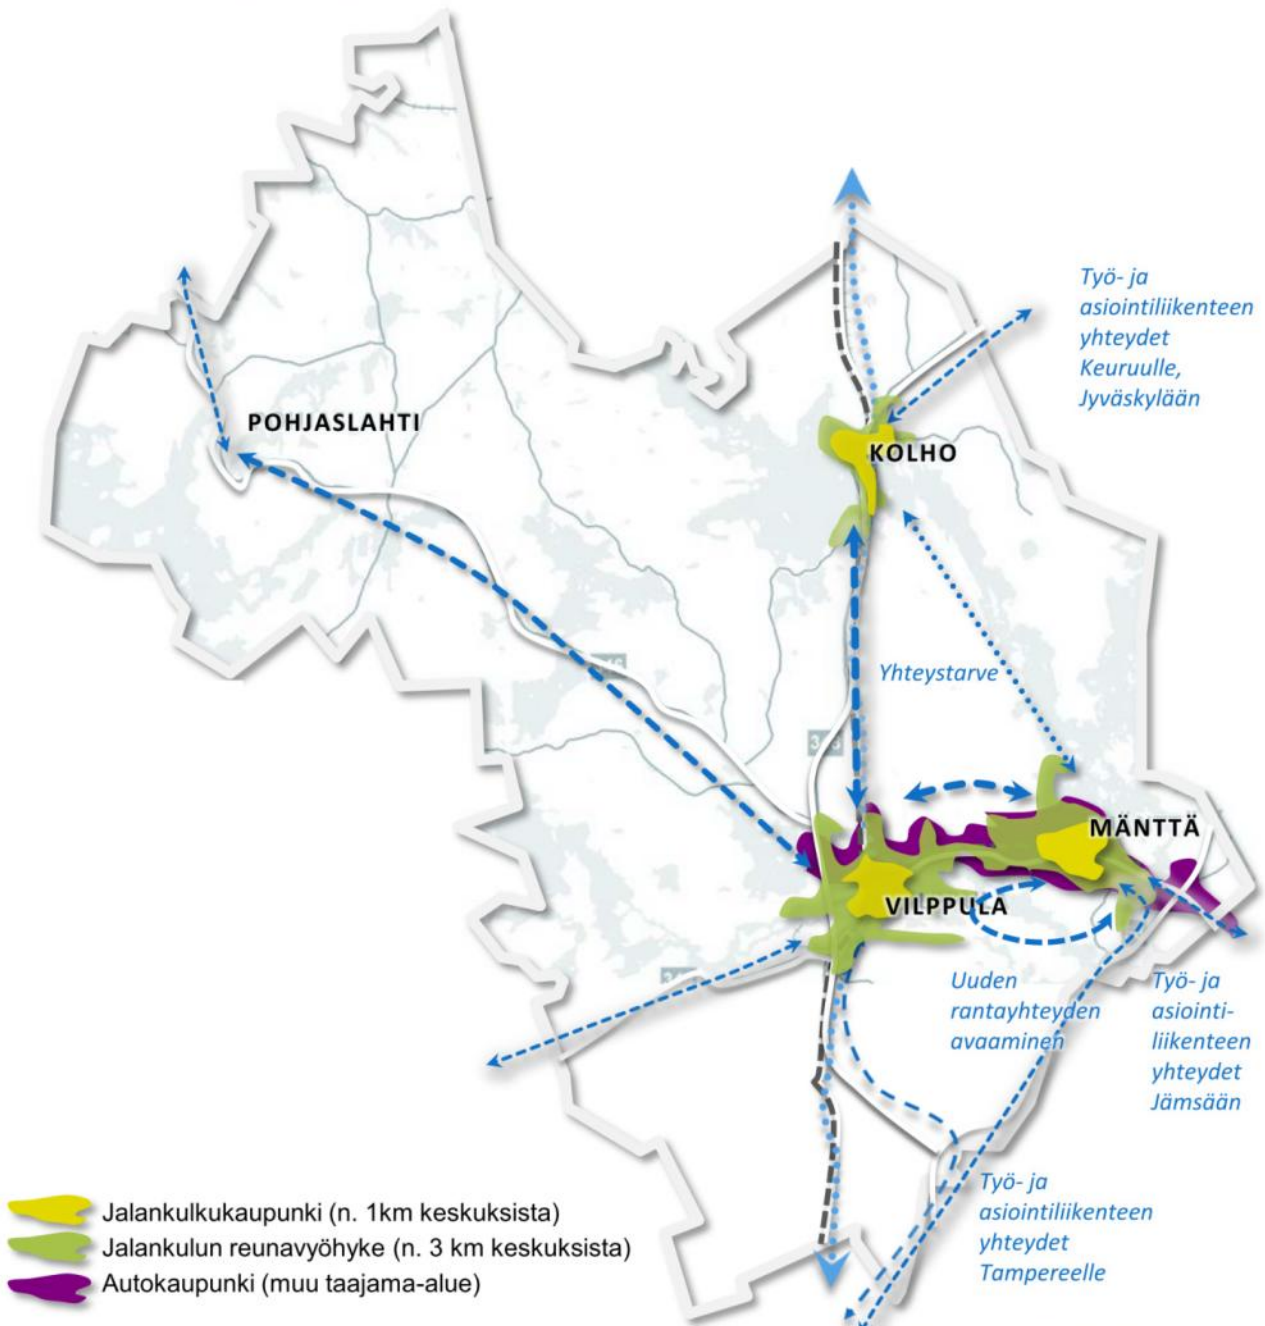 Työ- ja
asiointiliikenteen
yhteydet
Keuruulle,
Jyväskylään
POHJASLAHTI
KOLHO
Yhteystarve
MÄNTTÄ
VILPPULA
Uuden
rantayhteyden
avaaminen
Työ- ja
asiointi-
liikenteen
yhteydet
Jämsään
Työ- ja
asiointiliikenteen
yhteydet
Tampereelle
Jalankulkukaupunki (n. 1km keskuksista)
Jalankulun reunavyöhyke (n. 3 km keskuksista)
Autokaupunki (muu taajama-alue)